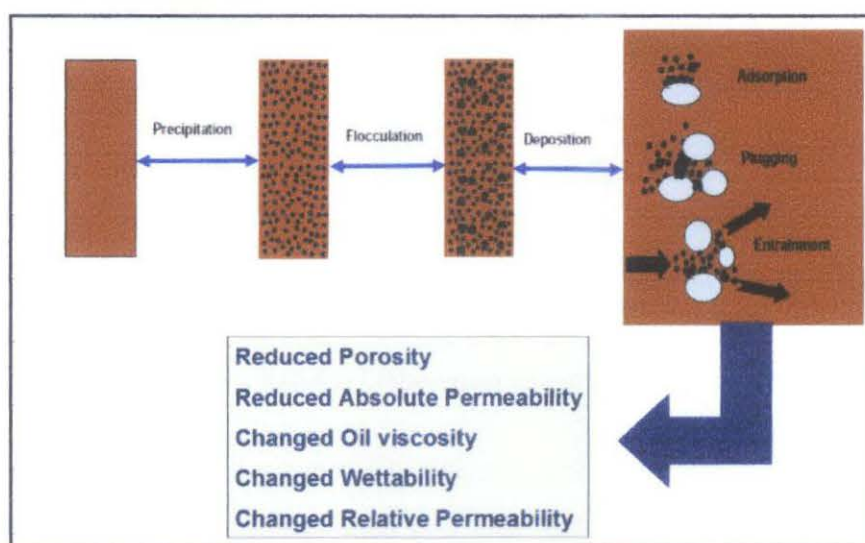 Precipitation
Flocculation
Deposition
Adsorption
Plugging
Entrainment
Reduced Porosity
Reduced Absolute Permeability
Changed Oil viscosity
Changed Wettability
Changed Relative Permeability